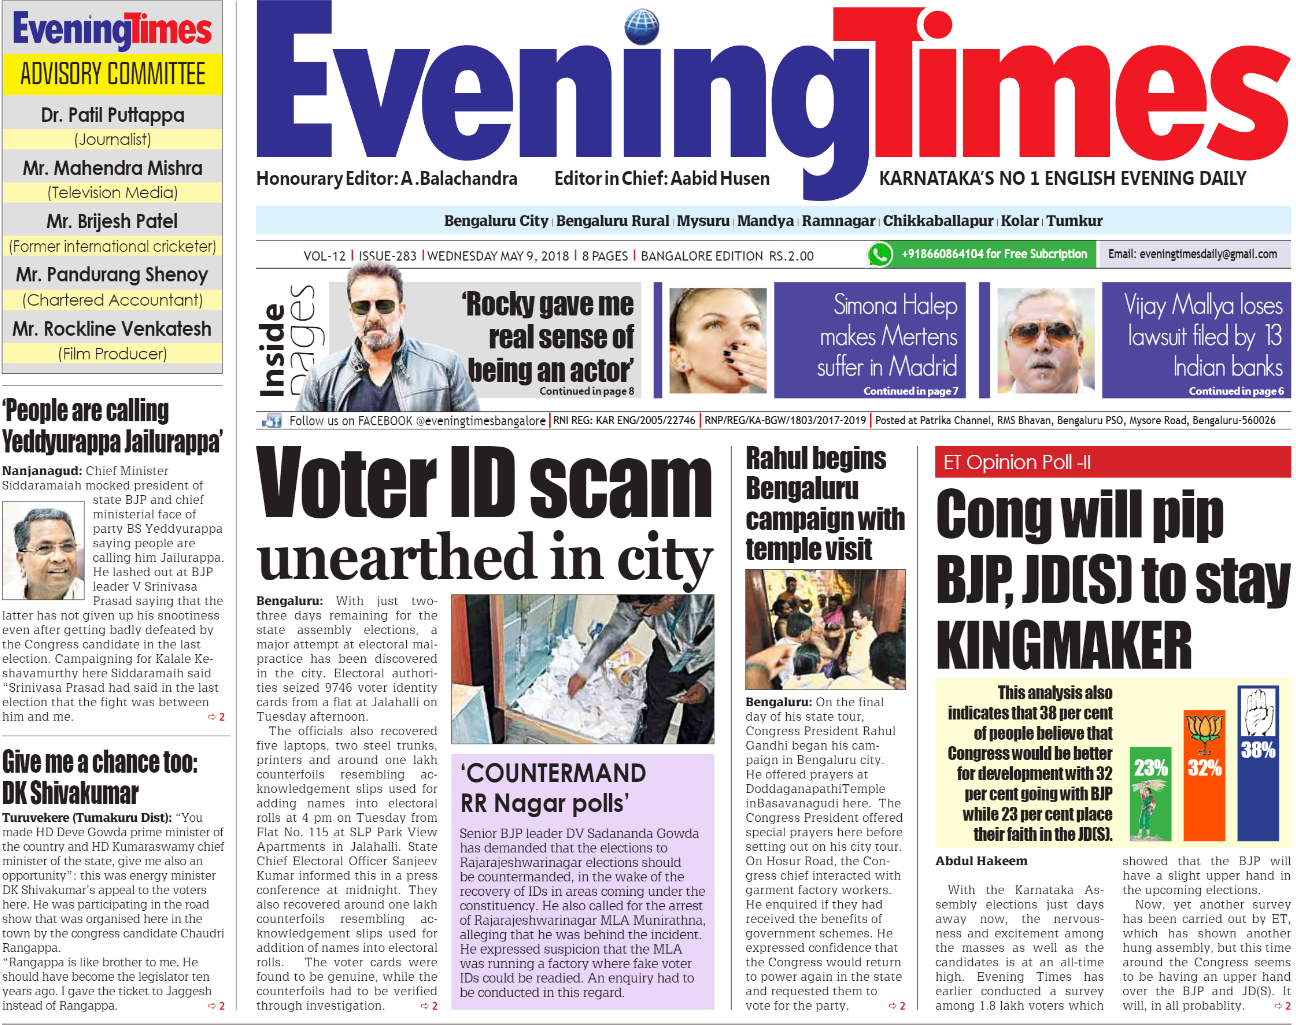 EveningTimes
ADVISORY COMMITTEE
Dr. Patil Puttappa
(Journalist)
Mr. Mahendra Mishra
(Television Media)
Mr. Brijesh Patel
(Former international cricketer)
Mr. Pandurang Shenoy
(Chartered Accountant)
Mr. Rockline Venkatesh
(Film Producer)
EveningTimes
Honourary Editor: A .Balachandra
Editor in Chief: Aabid Husen
KARNATAKA'S NO 1 ENGLISH EVENING DAILY
Bengaluru City | Bengaluru Rural | Mysuru | Mandya | Ramnagar | Chikkaballapur | Kolar | Tumkur
VOL-12 | ISSUE-283 | WEDNESDAY MAY 9, 2018 | 8 PAGES | BANGALORE EDITION RS.2.00
+918660864104 for Free Subcription
Email: eveningtimesdaily@gmail.com
Inside
pages
'Rocky gave me
real sense of
being an actor'
Continued in page 8
Simona Halep
makes Mertens
suffer in Madrid
Continued in page 7
Vijay Mallya loses
lawsuit filed by 13
Indian banks
Continued in page 6
Follow us on FACEBOOK @eveningtimesbangalore | RNI REG: KAR ENG/2005/22746 | RNP/REG/KA-BGW/1803/2017-2019 | Posted at Patrika Channel, RMS Bhavan, Bengaluru PSO, Mysore Road, Bengaluru-560026
'People are calling
Yeddyurappa Jailurappa'
Nanjanagud: Chief Minister
Siddaramaiah mocked president of
state BJP and chief
ministerial face of
party BS Yeddyurappa
saying people are
calling him Jailurappa.
He lashed out at BJP
leader V Srinivasa
Prasad saying that the
latter has not given up his snootiness
even after getting badly defeated by
the Congress candidate in the last
election. Campaigning for Kalale Ke-
shavamurthy here Siddaramaih said
"Srinivasa Prasad had said in the last
election that the fight was between
him and me.
⇨ 2
Give me a chance too:
DK Shivakumar
Turuvekere (Tumakuru Dist): "You
made HD Deve Gowda prime minister of
the country and HD Kumaraswamy chief
minister of the state, give me also an
opportunity": this was energy minister
DK Shivakumar's appeal to the voters
here. He was participating in the road
show that was organised here in the
town by the congress candidate Chaudri
Rangappa.
"Rangappa is like brother to me. He
should have become the legislator ten
years ago. I gave the ticket to Jaggesh
instead of Rangappa.
⇨ 2
Voter ID scam
unearthed in city
Bengaluru: With just two-
three days remaining for the
state assembly elections, a
major attempt at electoral mal-
practice has been discovered
in the city. Electoral authori-
ties seized 9746 voter identity
cards from a flat at Jalahalli on
Tuesday afternoon.
The officials also recovered
five laptops, two steel trunks,
printers and around one lakh
counterfoils resembling ac-
knowledgement slips used for
adding names into electoral
rolls at 4 pm on Tuesday from
Flat No. 115 at SLP Park View
Apartments in Jalahalli. State
Chief Electoral Officer Sanjeev
Kumar informed this in a press
conference at midnight. They
also recovered around one lakh
counterfoils resembling ac-
knowledgement slips used for
addition of names into electoral
rolls. The voter cards were
found to be genuine, while the
counterfoils had to be verified
through investigation.
⇨ 2
'COUNTERMAND
RR Nagar polls'
Senior BJP leader DV Sadananda Gowda
has demanded that the elections to
Rajarajeshwarinagar elections should
be countermanded, in the wake of the
recovery of IDs in areas coming under the
constituency. He also called for the arrest
of Rajarajeshwarinagar MLA Munirathna,
alleging that he was behind the incident.
He expressed suspicion that the MLA
was running a factory where fake voter
IDs could be readied. An enquiry had to
be conducted in this regard.
Rahul begins
Bengaluru
campaign with
temple visit
Bengaluru: On the final
day of his state tour,
Congress President Rahul
Gandhi began his cam-
paign in Bengaluru city.
He offered prayers at
DoddaganapathiTemple
inBasavanagudi here. The
Congress President offered
special prayers here before
setting out on his city tour.
On Hosur Road, the Con-
gress chief interacted with
garment factory workers.
He enquired if they had
received the benefits of
government schemes. He
expressed confidence that
the Congress would return
to power again in the state
and requested them to
vote for the party.
⇨ 2
ET Opinion Poll -II
Cong will pip
BJP, JD(S) to stay
KINGMAKER
This analysis also
indicates that 38 per cent
of people believe that
Congress would be better
for development with 32
per cent going with BJP
while 23 per cent place
their faith in the JD(S).
23%
32%
38%
Abdul Hakeem
With the Karnataka As-
sembly elections just days
away now, the nervous-
ness and excitement among
the masses as well as the
candidates is at an all-time
high. Evening Times has
earlier conducted a survey
among 1.8 lakh voters which
showed that the BJP will
have a slight upper hand in
the upcoming elections.
Now, yet another survey
has been carried out by ET,
which has shown another
hung assembly, but this time
around the Congress seems
to be having an upper hand
over the BJP and JD(S). It
will, in all probablity.
⇨ 2